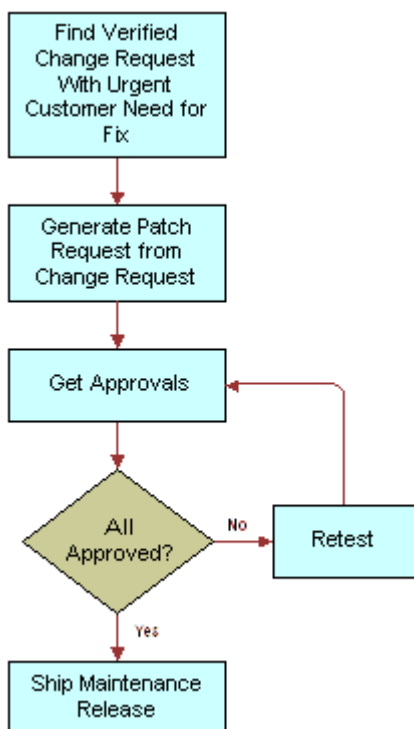 Find Verified
Change Request
With Urgent
Customer Need for
Fix
Generate Patch
Request from
Change Request
Get Approvals
All
Approved?
No
Retest
Yes
Ship Maintenance
Release